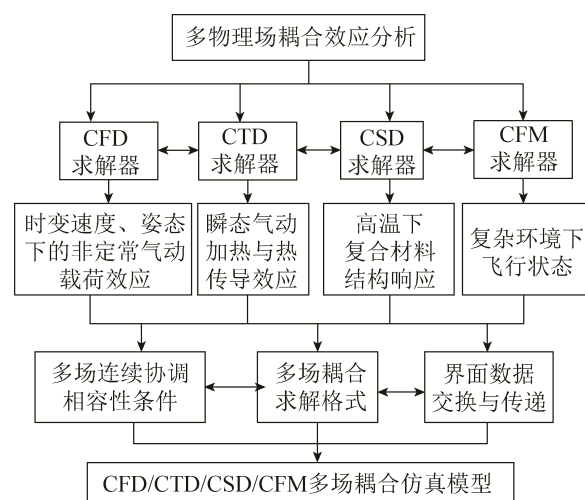 多物理场耦合效应分析
CFD
求解器
CTD
求解器
CSD
求解器
CFM
求解器
时变速度、姿态
下的非定常气动
载荷效应
瞬态气动
加热与热
传导效应
高温下
复合材料
结构响应
复杂环境下
飞行状态
多场连续协调
相容性条件
多场耦合
求解格式
界面数据
交换与传递
CFD/CTD/CSD/CFM多场耦合仿真模型